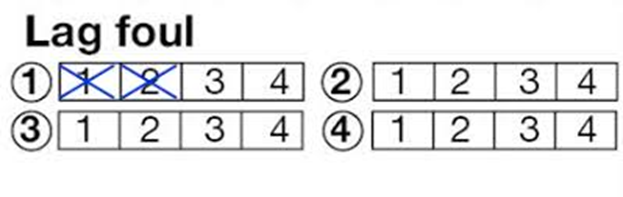 Lag foul
① 1 2 3 4 ② 1 2 3 4
③ 1 2 3 4 ④ 1 2 3 4